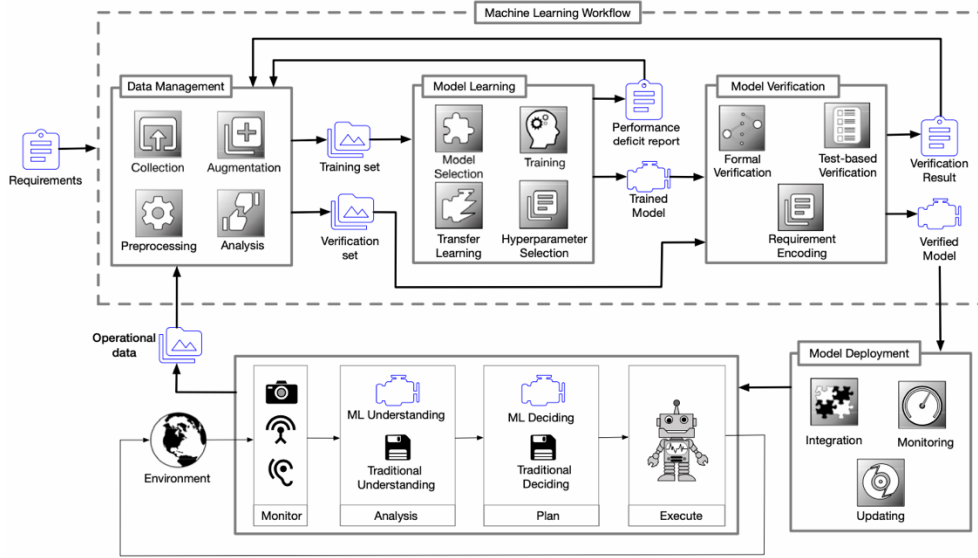 Machine Learning Workflow
Requirements
Data Management
Collection
Augmentation
Preprocessing
Analysis
Training set
Verification
set
Model Learning
Model
Selection
Training
Transfer
Learning
Hyperparameter
Selection
Performance
deficit report
Trained
Model
Model Verification
Formal
Verification
Test-based
Verification
Requirement
Encoding
Verification
Result
Verified
Model
Operational
data
Environment
ML Understanding
Traditional
Understanding
ML Deciding
Traditional
Deciding
Monitor
Analysis
Plan
Execute
Model Deployment
Integration
Monitoring
Updating